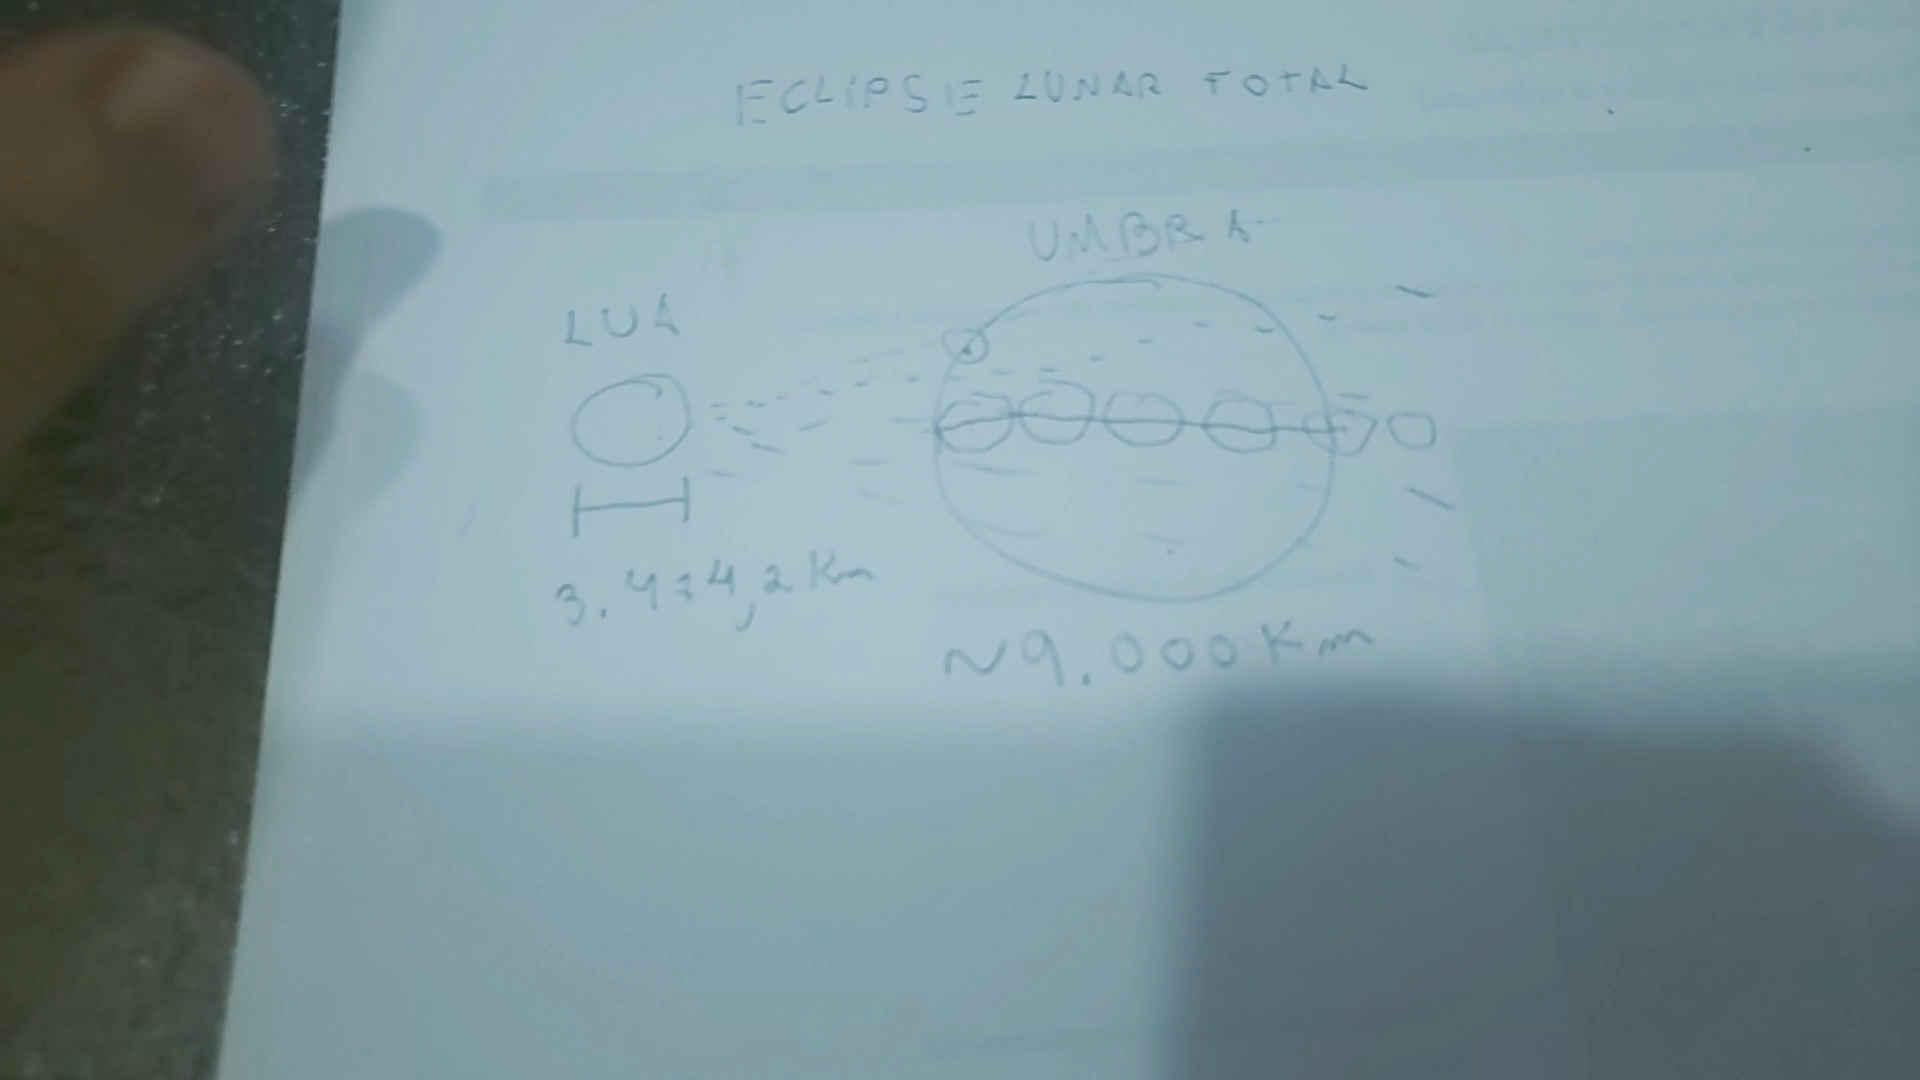 ECLIPSE LUNAR TOTAL
UMBRA
LUA
3.474,2 Km
~9.000 Km